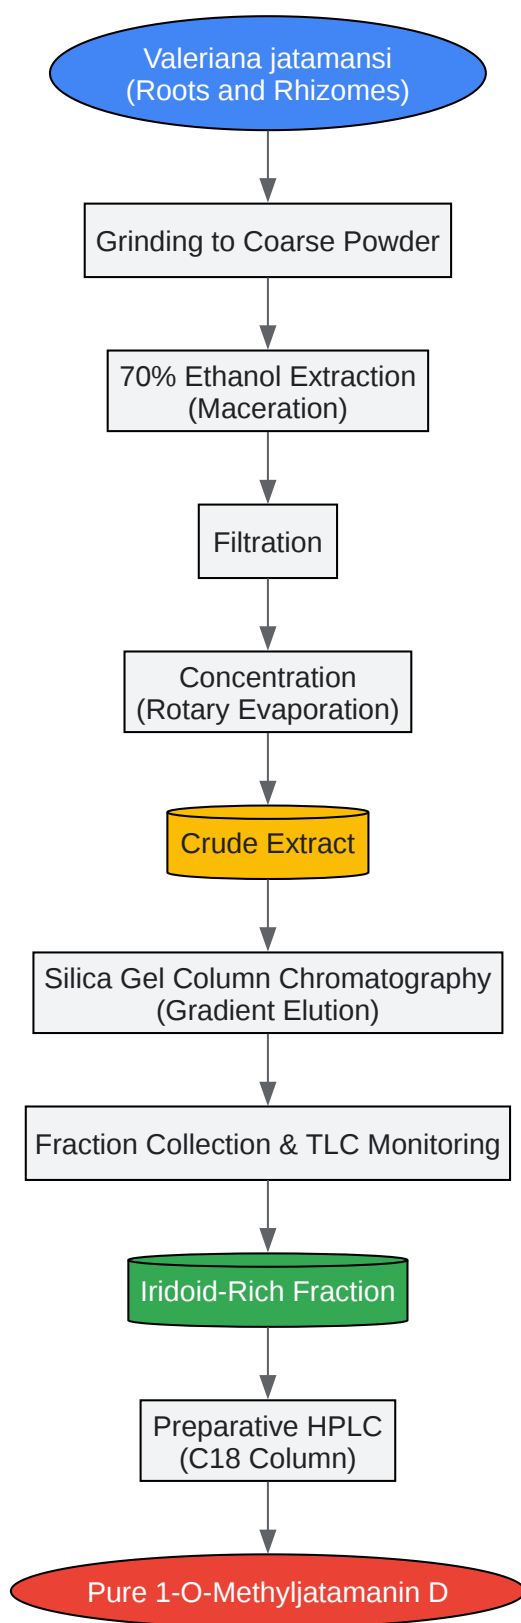 Valeriana jatamansi
(Roots and Rhizomes)
Grinding to Coarse Powder
70% Ethanol Extraction
(Maceration)
Filtration
Concentration
(Rotary Evaporation)
Crude Extract
Silica Gel Column Chromatography
(Gradient Elution)
Fraction Collection & TLC Monitoring
Iridoid-Rich Fraction
Preparative HPLC
(C18 Column)
Pure 1-O-Methyljatamanin D